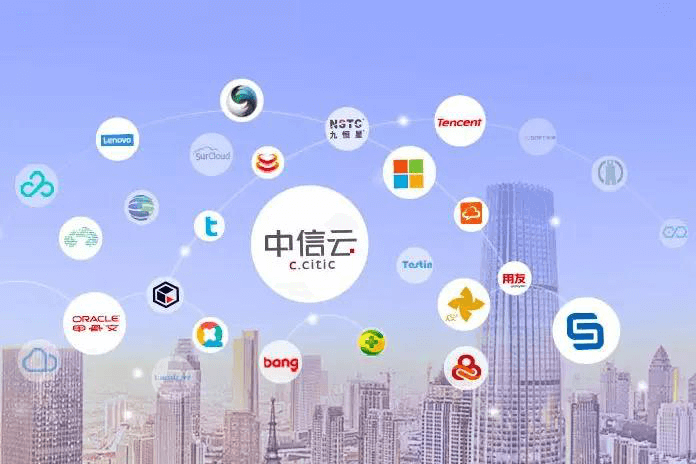 NSTC
九恒星
Tencent
Lenovo
SurCloud
中信云
c.citic
Testin
用友
ORACLE
甲骨文
bang